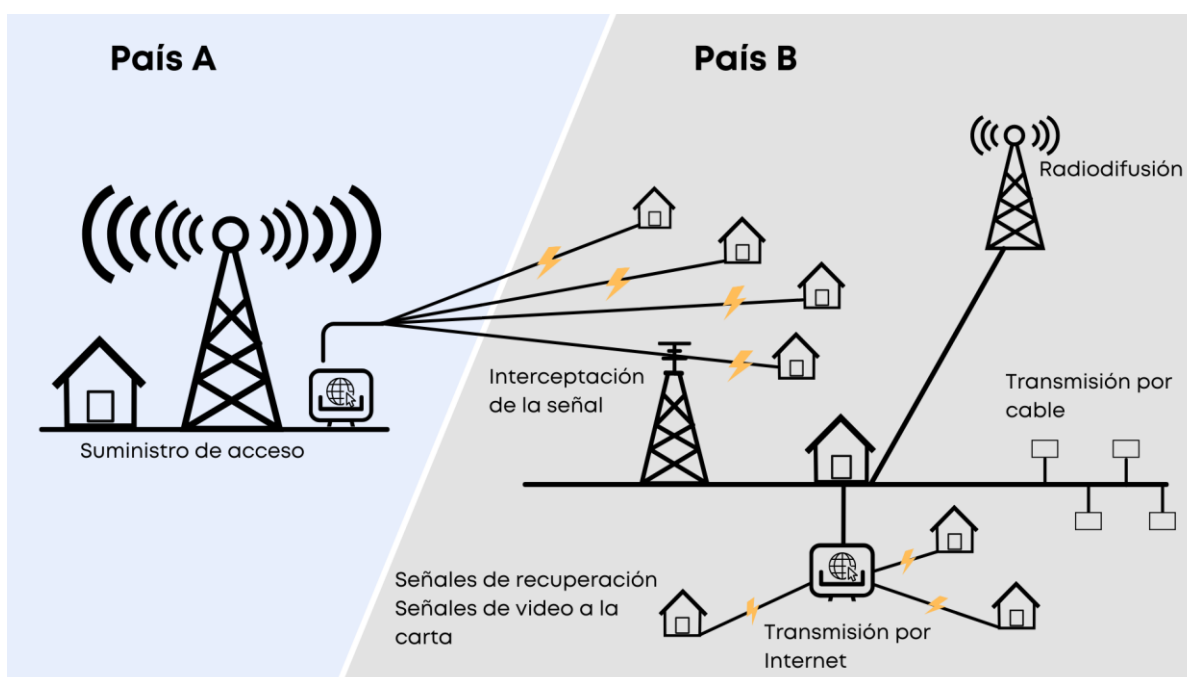 País A
País B
Radiodifusión
Interceptación
de la señal
Transmisión por
cable
Suministro de acceso
Señales de recuperación
Señales de video a la
carta
Transmisión por
Internet